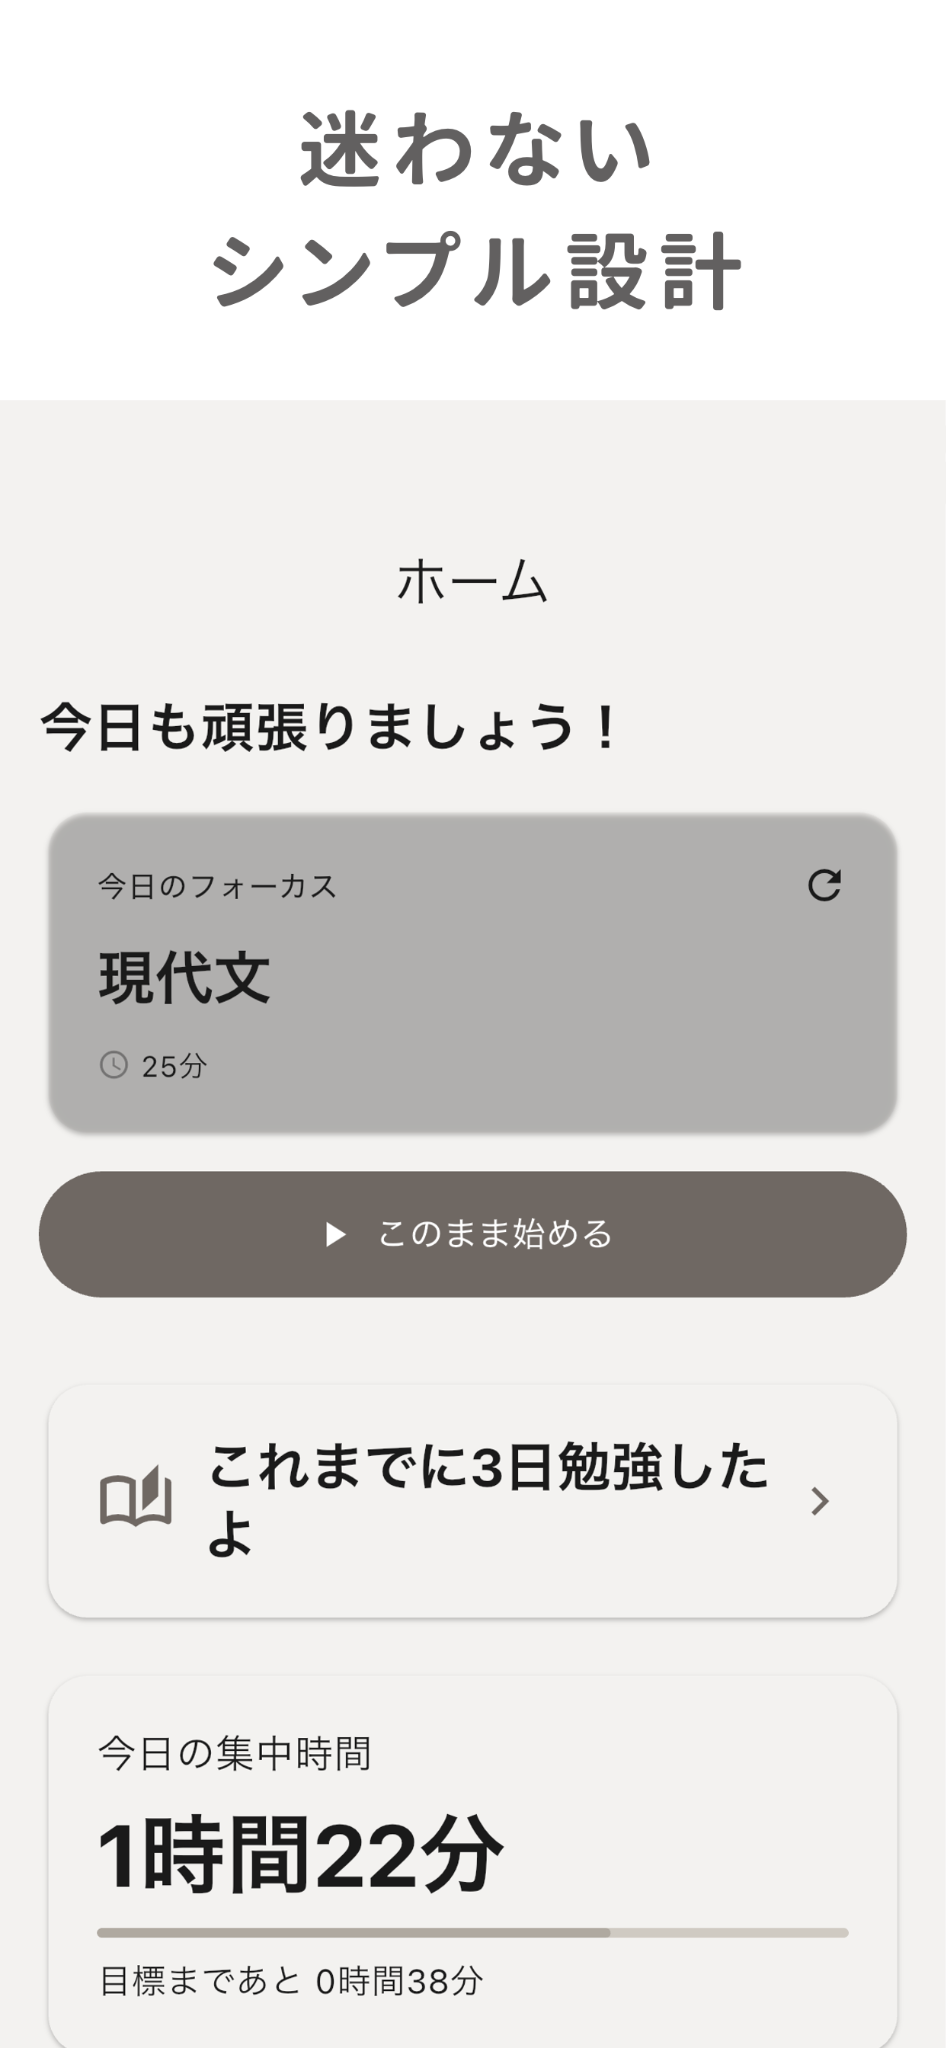 迷わない
シンプル設計
ホーム
今日も頑張りましょう！
今日のフォーカス
現代文
25分
このまま始める
これまでに3日勉強した
よ
今日の集中時間
1時間22分
目標まであと 0時間38分